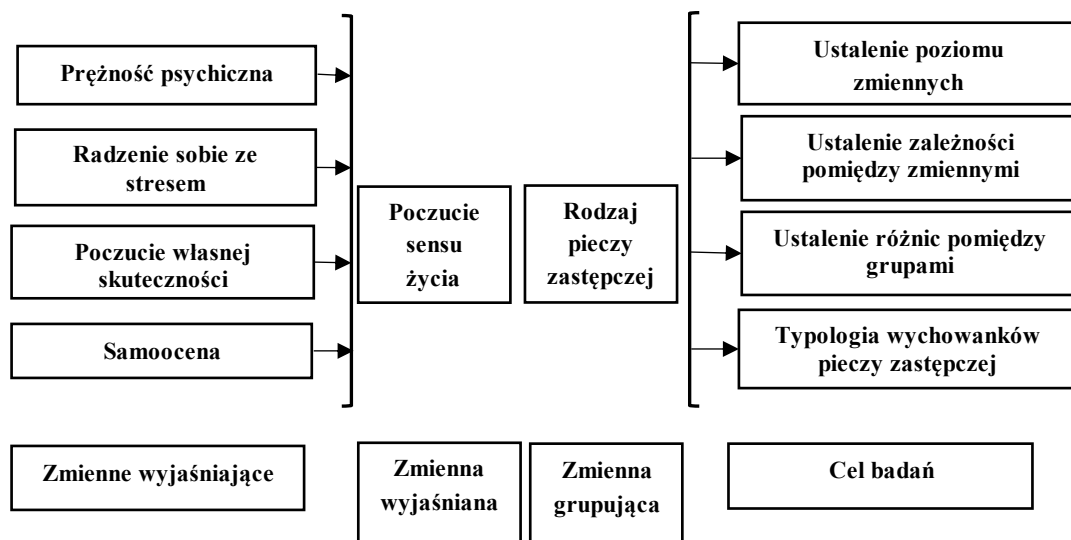 Prężność psychiczna
Radzenie sobie ze
stresem
Poczucie własnej
skuteczności
Samoocena
Zmienne wyjaśniające
Poczucie
sensu
życia
Zmienna
wyjaśniana
Rodzaj
pieczy
zastępczej
Zmienna
grupująca
Ustalenie poziomu
zmiennych
Ustalenie zależności
pomiędzy zmiennymi
Ustalenie różnic pomiędzy
grupami
Typologia wychowanków
pieczy zastępczej
Cel badań